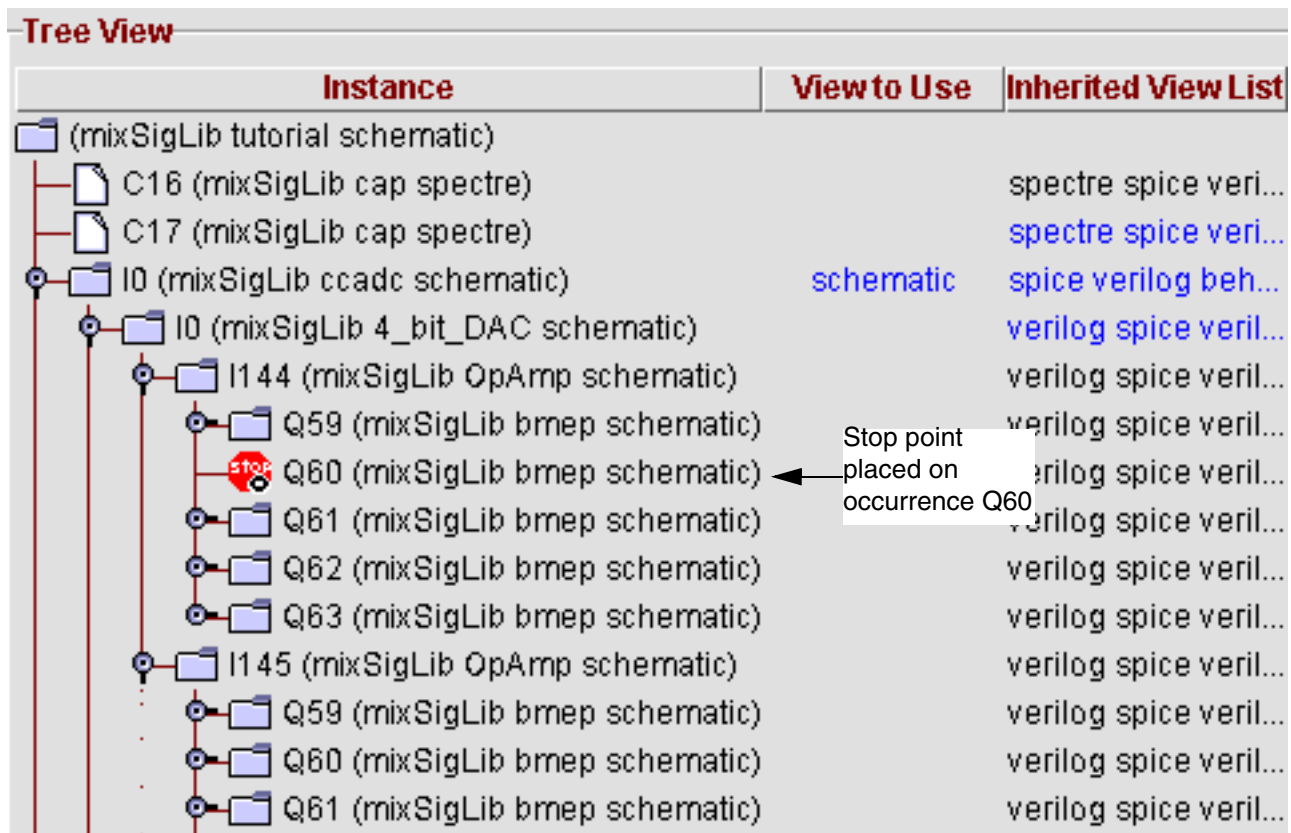 Tree View
Instance View to Use Inherited View List
(mixSigLib tutorial schematic)
C16 (mixSigLib cap spectre) spectre spice veri...
C17 (mixSigLib cap spectre) spectre spice veri...
I0 (mixSigLib ccadc schematic) schematic spice verilog beh...
I0 (mixSigLib 4_bit_DAC schematic) verilog spice veril...
I144 (mixSigLib OpAmp schematic) verilog spice veril...
Q59 (mixSigLib bmep schematic) verilog spice veril...
STOP Q60 (mixSigLib bmep schematic) verilog spice veril...
Stop point
placed on
occurrence Q60
Q61 (mixSigLib bmep schematic) verilog spice veril...
Q62 (mixSigLib bmep schematic) verilog spice veril...
Q63 (mixSigLib bmep schematic) verilog spice veril...
I145 (mixSigLib OpAmp schematic) verilog spice veril...
Q59 (mixSigLib bmep schematic) verilog spice veril...
Q60 (mixSigLib bmep schematic) verilog spice veril...
Q61 (mixSigLib bmep schematic) verilog spice veril...